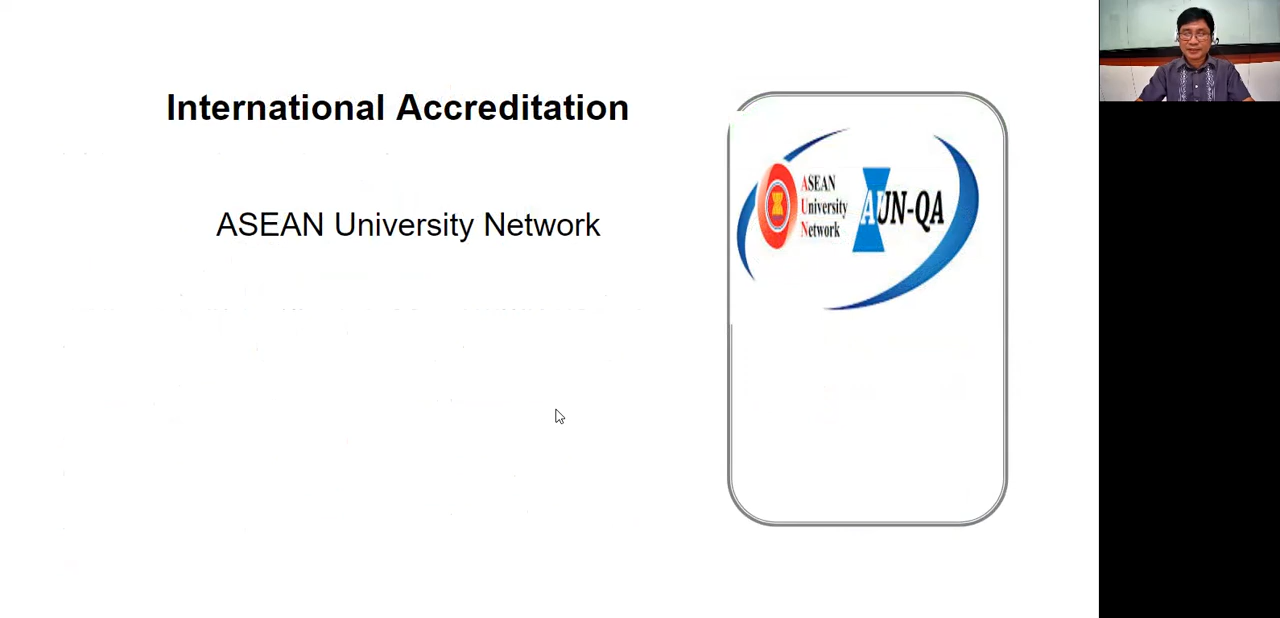 International Accreditation
ASEAN University Network
ASEAN
University
Network
AUN-QA